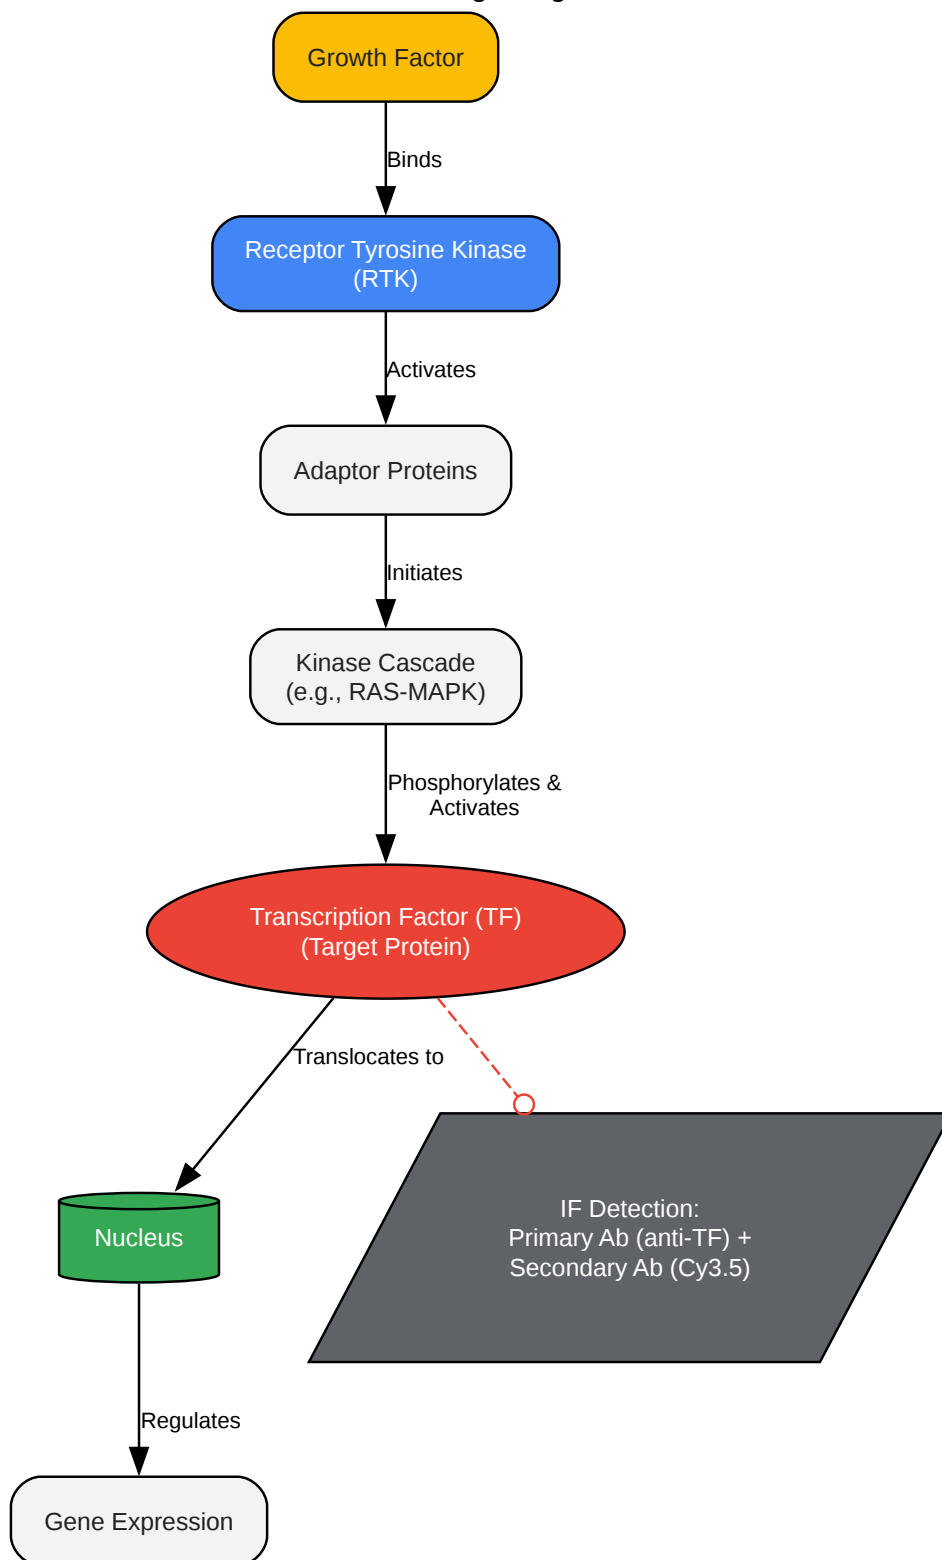 Growth Factor
Binds
Receptor Tyrosine Kinase
(RTK)
Activates
Adaptor Proteins
Initiates
Kinase Cascade
(e.g., RAS-MAPK)
Phosphorylates &
Activates
Transcription Factor (TF)
(Target Protein)
Translocates to
Nucleus
IF Detection:
Primary Ab (anti-TF) +
Secondary Ab (Cy3.5)
Regulates
Gene Expression